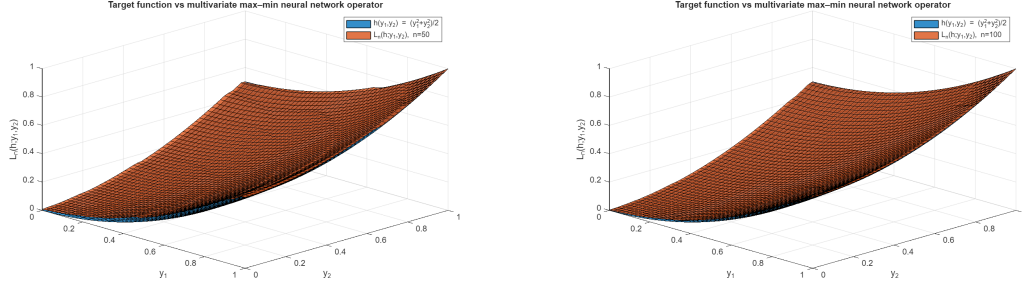 Target function vs multivariate max–min neural network operator
h(y₁,y₂) = (y₁²+y₂²)/2
Lₙ(h;y₁,y₂), n=50
1
0.8
0.6
0.4
0.2
0
Lₙ(h;y₁,y₂)
0
0.2
0.4
0.6
0.8
1
y₁
0
0.2
0.4
0.6
0.8
1
y₂
Target function vs multivariate max–min neural network operator
h(y₁,y₂) = (y₁²+y₂²)/2
Lₙ(h;y₁,y₂), n=100
1
0.8
0.6
0.4
0.2
0
Lₙ(h;y₁,y₂)
0
0.2
0.4
0.6
0.8
1
y₁
0
0.2
0.4
0.6
0.8
y₂